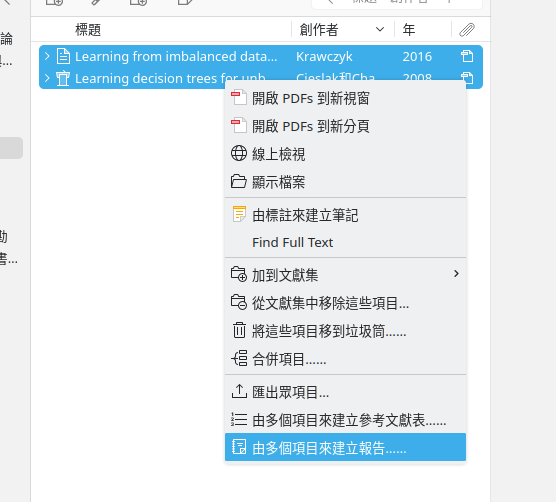 論
標題 創作者 年
Learning from imbalanced data... Krawczyk 2016
Learning decision trees for unb Cieslak和Cha 2008
開啟 PDFs 到新視窗
開啟 PDFs 到新分頁
線上檢視
顯示檔案
由標註來建立筆記
Find Full Text
加到文獻集
從文獻集中移除這些項目...
將這些項目移到垃圾筒......
合併項目......
匯出眾項目...
由多個項目來建立參考文獻表......
由多個項目來建立報告......
書...